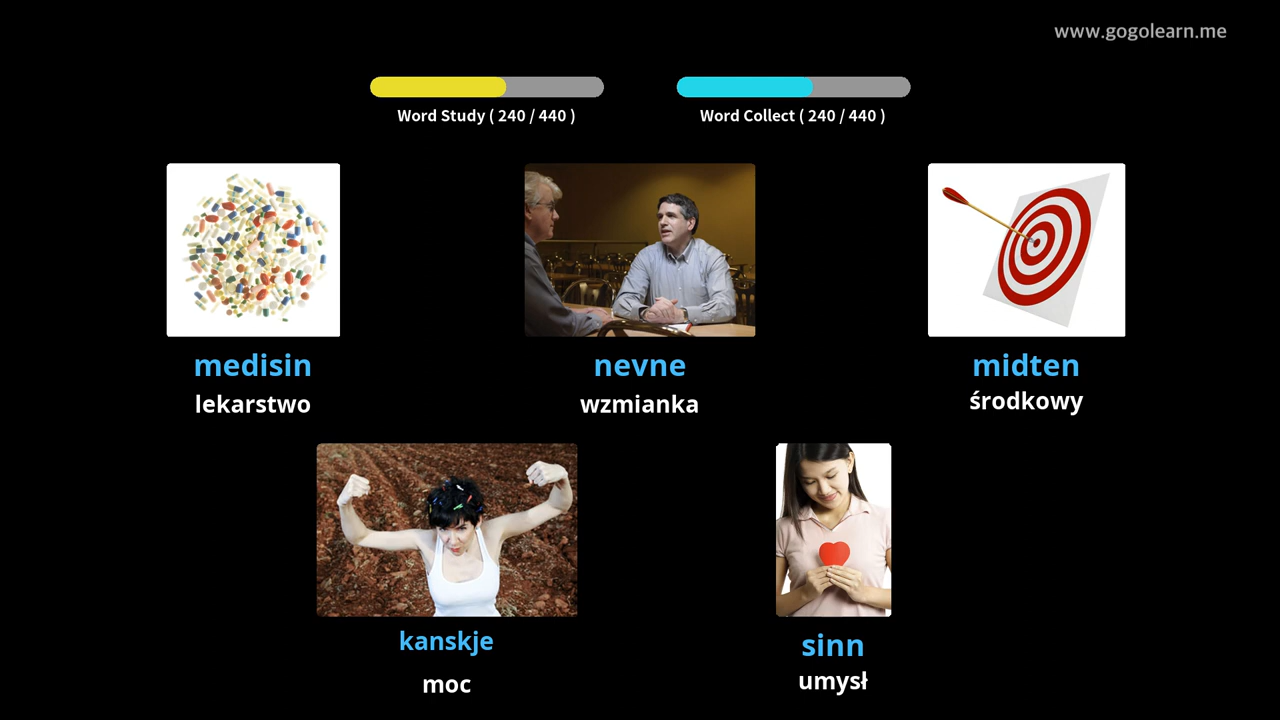 www.gogolearn.me
Word Study ( 240 / 440 )
Word Collect ( 240 / 440 )
medisin
lekarstwo
nevne
wzmianka
midten
środkowy
kanskje
moc
sinn
umysł